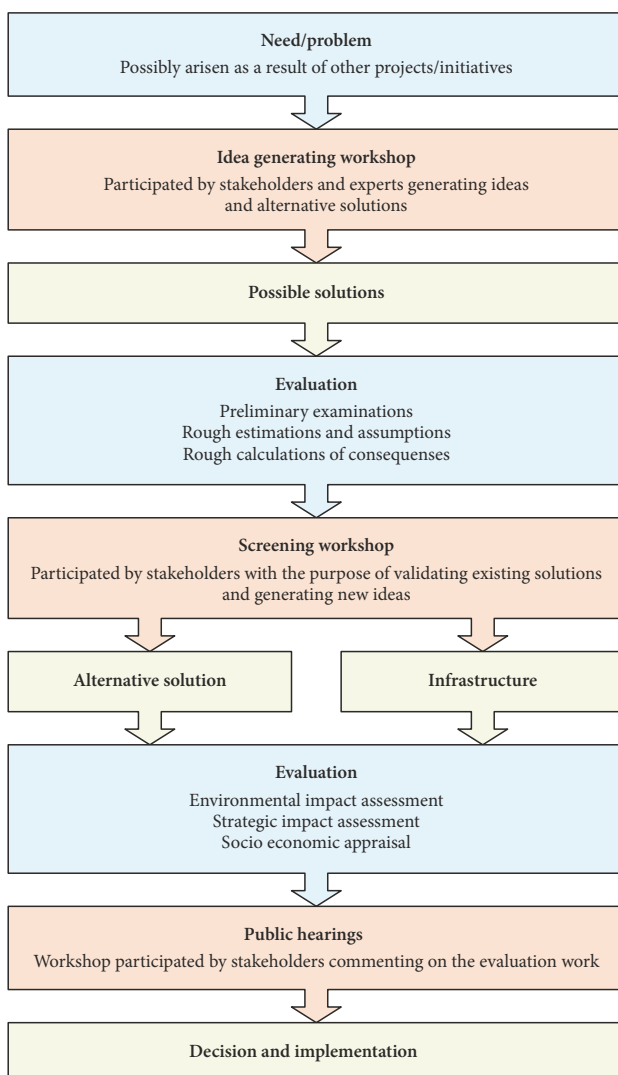 Need/problem
Possibly arisen as a result of other projects/initiatives
Idea generating workshop
Participated by stakeholders and experts generating ideas
and alternative solutions
Possible solutions
Evaluation
Preliminary examinations
Rough estimations and assumptions
Rough calculations of consequenses
Screening workshop
Participated by stakeholders with the purpose of validating existing solutions
and generating new ideas
Alternative solution
Infrastructure
Evaluation
Environmental impact assessment
Strategic impact assessment
Socio economic appraisal
Public hearings
Workshop participated by stakeholders commenting on the evaluation work
Decision and implementation